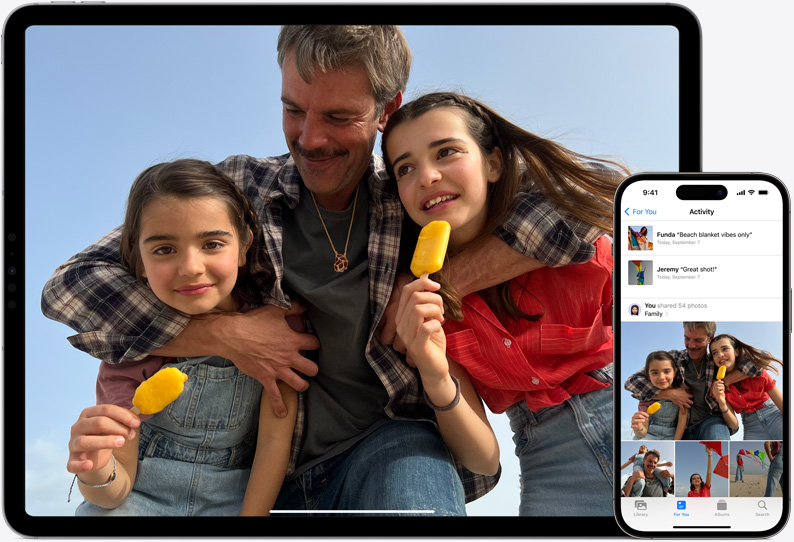 9:41
For You
Activity
Funda “Beach blanket vibes only”
Today, September 7
Jeremy “Great shot!”
Today, September 7
You shared 54 photos
Family
Library
For You
Albums
Search